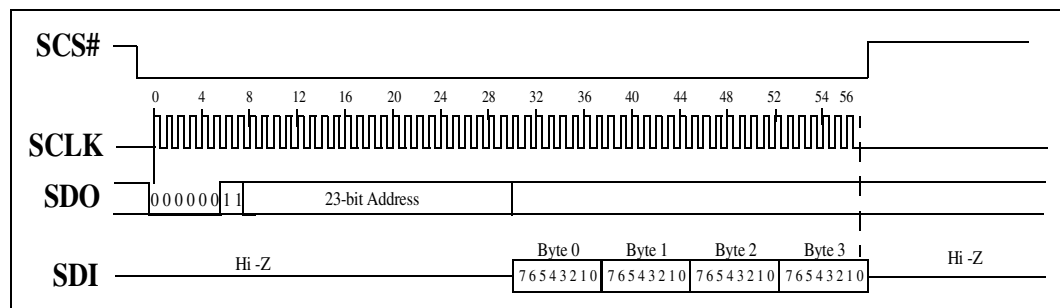 SCS#
0 4 8 12 16 20 24 28 32 36 40 44 48 52 54 56
SCLK
SDO 0 0 0 0 0 0 1 1 23-bit Address
Byte 0 Byte 1 Byte 2 Byte 3
Hi -Z Hi -Z
SDI 7 6 5 4 3 2 1 0 7 6 5 4 3 2 1 0 7 6 5 4 3 2 1 0 7 6 5 4 3 2 1 0